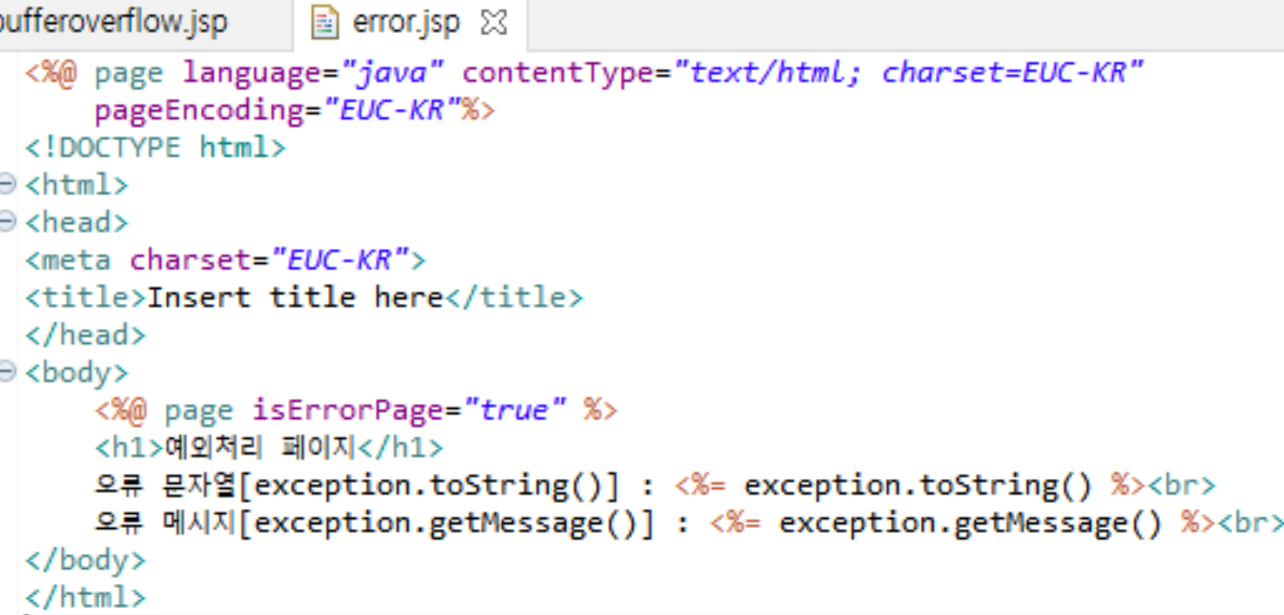 bufferoverflow.jsp error.jsp
<%@ page language="java" contentType="text/html; charset=EUC-KR"
pageEncoding="EUC-KR"%>
<!DOCTYPE html>
<html>
<head>
<meta charset="EUC-KR">
<title>Insert title here</title>
</head>
<body>
<%@ page isErrorPage="true" %>
<h1>예외처리 페이지</h1>
오류 문자열[exception.toString()] : <%= exception.toString() %><br>
오류 메시지[exception.getMessage()] : <%= exception.getMessage() %><br>
</body>
</html>